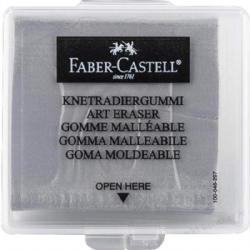 FABER-CASTELL
since 1761
KNETRADIERGUMMI
ART ERASER
GOMME MALLÉABLE
GOMMA MALLEABILE
GOMA MOLDEABLE
OPEN HERE